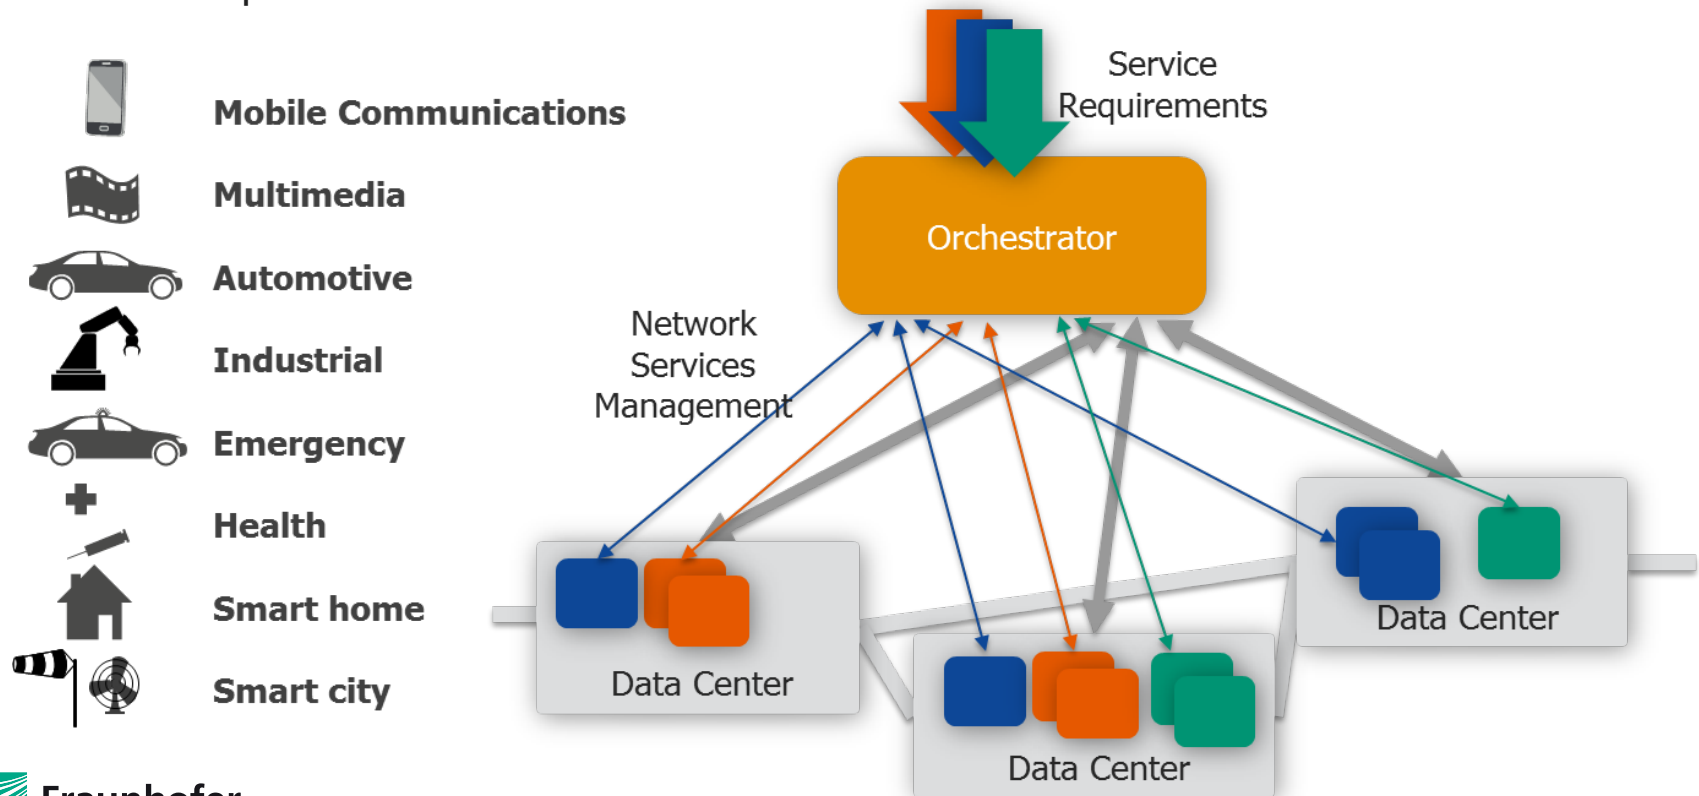 Mobile Communications
Multimedia
Automotive
Industrial
Emergency
Health
Smart home
Smart city
Service
Requirements
Orchestrator
Network
Services
Management
Data Center
Data Center
Data Center
Fraunhofer